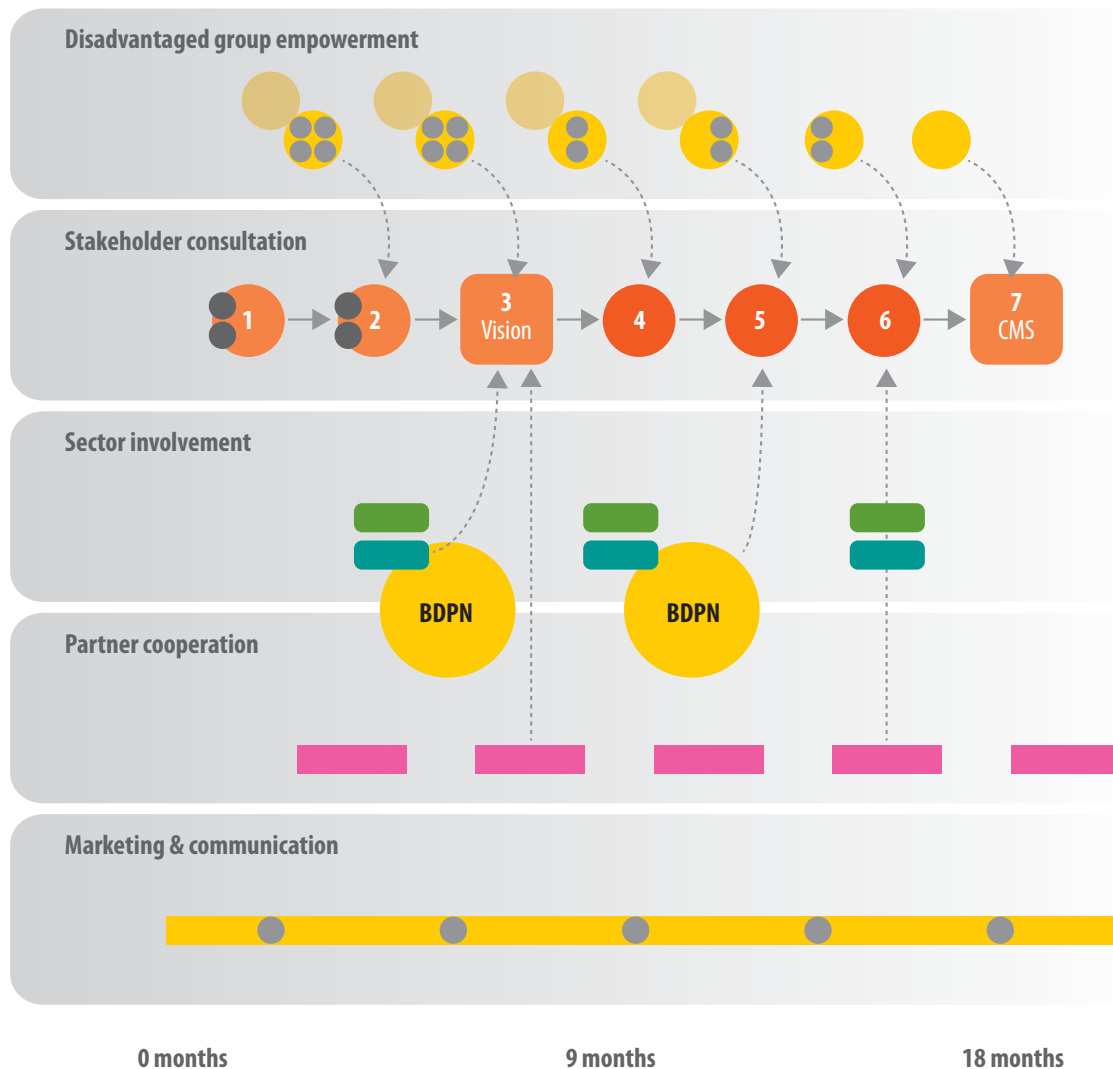 Disadvantaged group empowerment
Stakeholder consultation
1
2
3
Vision
4
5
6
7
CMS
Sector involvement
BDPN
BDPN
Partner cooperation
Marketing & communication
0 months
9 months
18 months